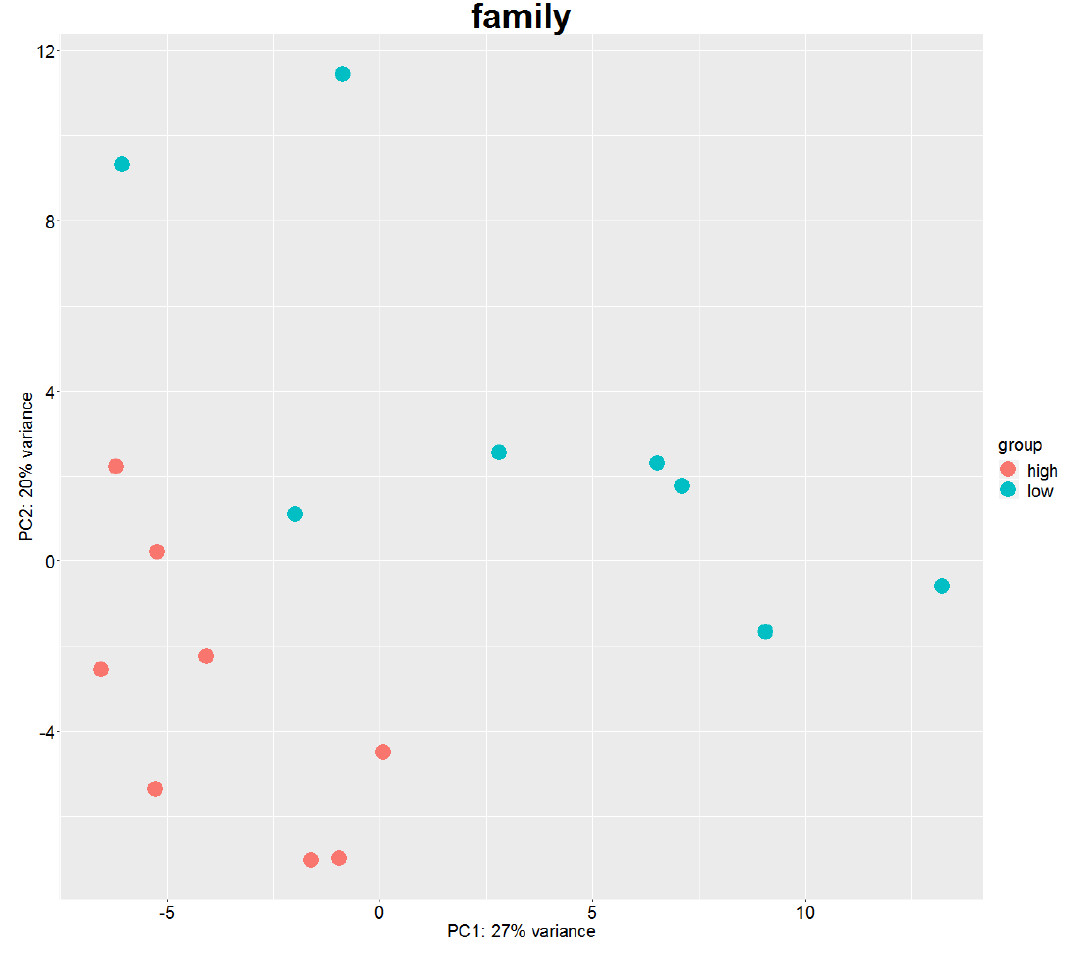 family
12
8
4
0
-4
PC2: 20% variance
-5 0 5 10
PC1: 27% variance
group
high
low